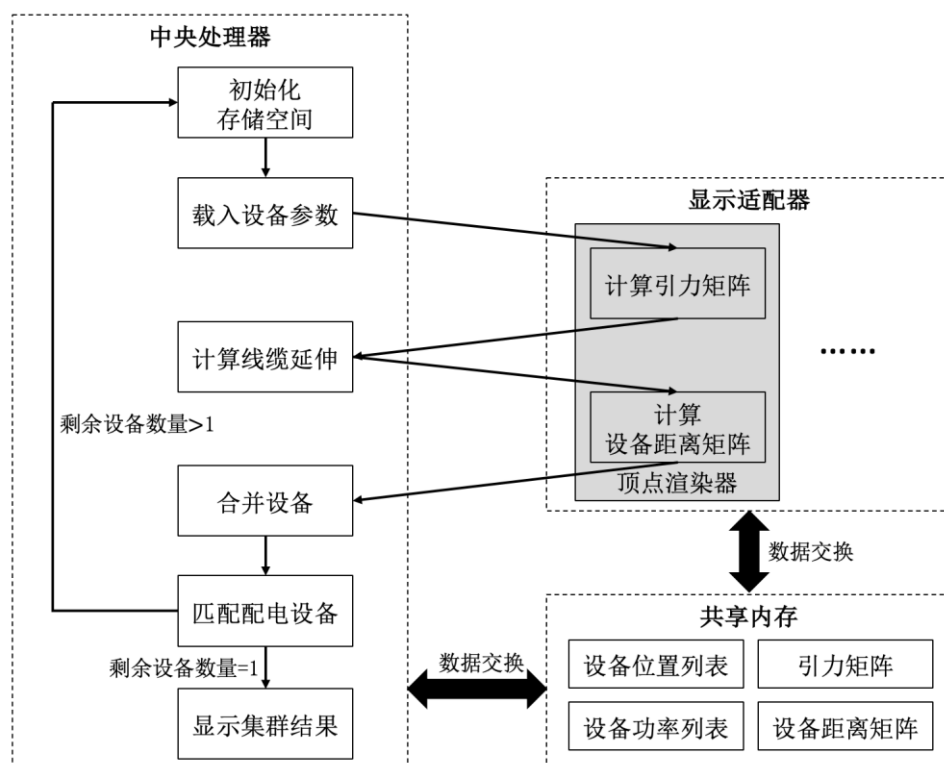 中央处理器
初始化
存储空间
载入设备参数
计算线缆延伸
剩余设备数量>1
合并设备
匹配配电设备
剩余设备数量=1
显示集群结果
显示适配器
计算引力矩阵
……
计算
设备距离矩阵
顶点渲染器
数据交换
数据交换
共享内存
设备位置列表
引力矩阵
设备功率列表
设备距离矩阵